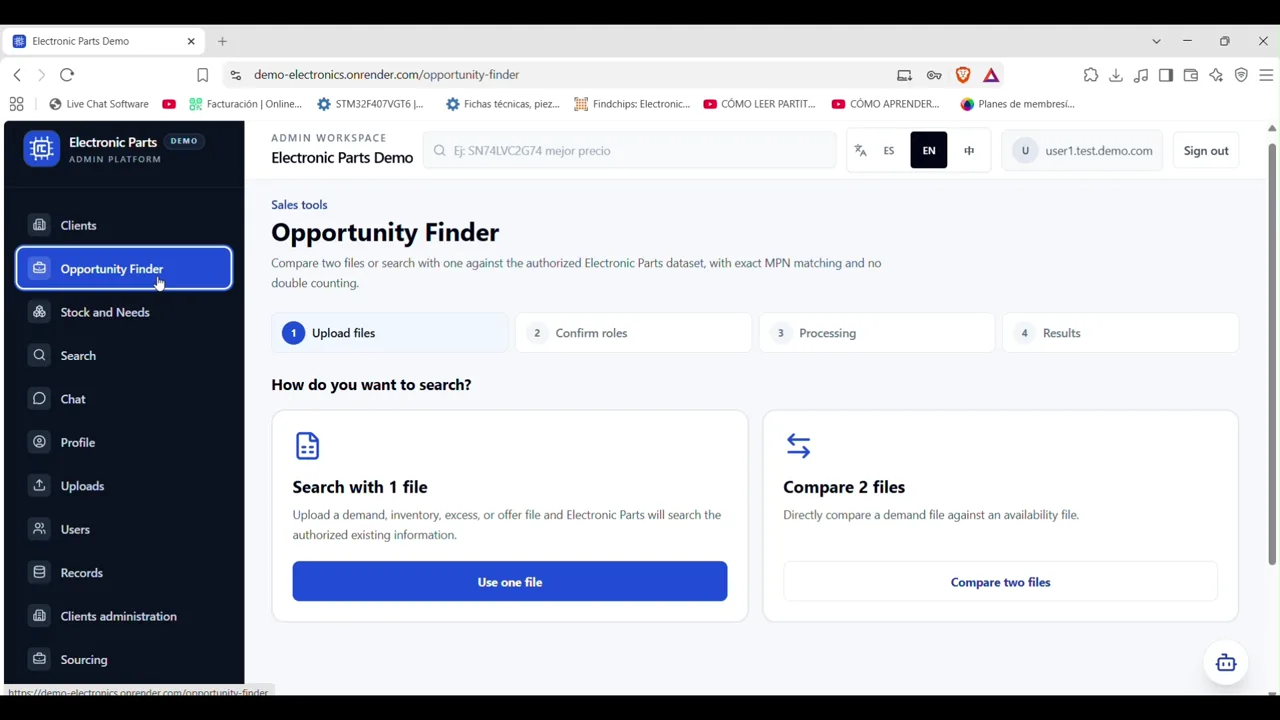 Electronic Parts Demo
demo-electronics.onrender.com/opportunity-finder
Live Chat Software
Facturación | Online...
STM32F407VGT6 |...
Fichas técnicas, piez...
Findchips: Electronic...
CÓMO LEER PARTIT...
CÓMO APRENDER...
Planes de membresí...
Electronic Parts DEMO
ADMIN PLATFORM
Clients
Opportunity Finder
Stock and Needs
Search
Chat
Profile
Uploads
Users
Records
Clients administration
Sourcing
https://demo-electronics.onrender.com/opportunity-finder
ADMIN WORKSPACE
Electronic Parts Demo
Ej: SN74LVC2G74 mejor precio
ES
EN
中
U user1.test.demo.com
Sign out
Sales tools
Opportunity Finder
Compare two files or search with one against the authorized Electronic Parts dataset, with exact MPN matching and no
double counting.
1 Upload files
2 Confirm roles
3 Processing
4 Results
How do you want to search?
Search with 1 file
Upload a demand, inventory, excess, or offer file and Electronic Parts will search the
authorized existing information.
Use one file
Compare 2 files
Directly compare a demand file against an availability file.
Compare two files